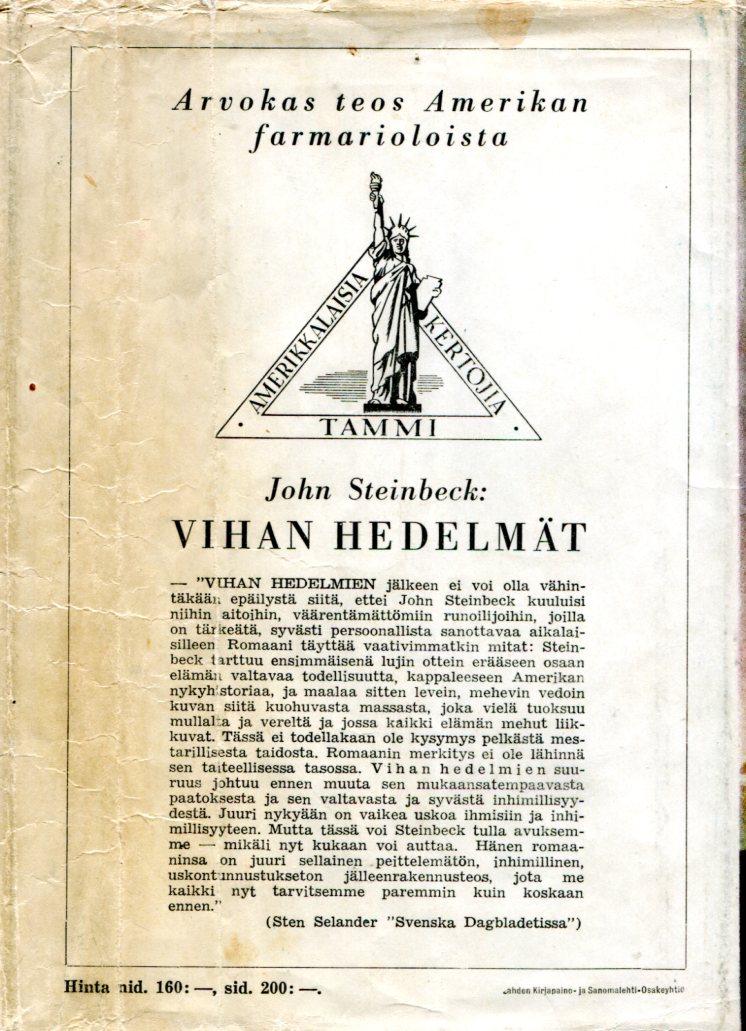 Arvokas teos Amerikan
farmarioloista
AMERIKKALAISIA
KERTOJIA
TAMMI
John Steinbeck:
VIHAN HEDELMÄT
— "VIHAN HEDELMIEN jälkeen ei voi olla vähin-
täkään epäilystä siitä, ettei John Steinbeck kuuluisi
niihin aitoihin, väärentämättömiin runoilijoihin, joilla
on tärkeätä, syvästi persoonallista sanottavaa aikalai-
silleen Romaani täyttää vaativimmatkin mitat: Stein-
beck tarttuu ensimmäisenä lujin ottein erääseen osaan
elämän valtavaa todellisuutta, kappaleeseen Amerikan
nykyhistoriaa, ja maalaa sitten levein, mehevin vedoin
kuvan siitä kuohuvasta massasta, joka vielä tuoksuu
mullalta ja vereltä ja jossa kaikki elämän mehut liik-
kuvat. Tässä ei todellakaan ole kysymys pelkästä mes-
tarillisesta taidosta. Romaanin merkitys ei ole lähinnä
sen taiteellisessa tasossa. Vihan hedelmien suu-
ruus johtuu ennen muuta sen mukaansatempaavasta
paatoksesta ja sen valtavasta ja syvästä inhimillisyy-
destä. Juuri nykyään on vaikea uskoa ihmisiin ja inhi-
millisyyteen. Mutta tässä voi Steinbeck tulla avuksem-
me — mikäli nyt kukaan voi auttaa. Hänen romaa-
ninsa on juuri sellainen peittelemätön, inhimillinen,
uskontunnustukseton jälleenrakennusteos, jota me
kaikki nyt tarvitsemme paremmin kuin koskaan
ennen."
(Sten Selander "Svenska Dagbladetissa")
Hinta nid. 160: —, sid. 200: —.
Lahden Kirjapaino- ja Sanomalehti-Osakeyhtiö